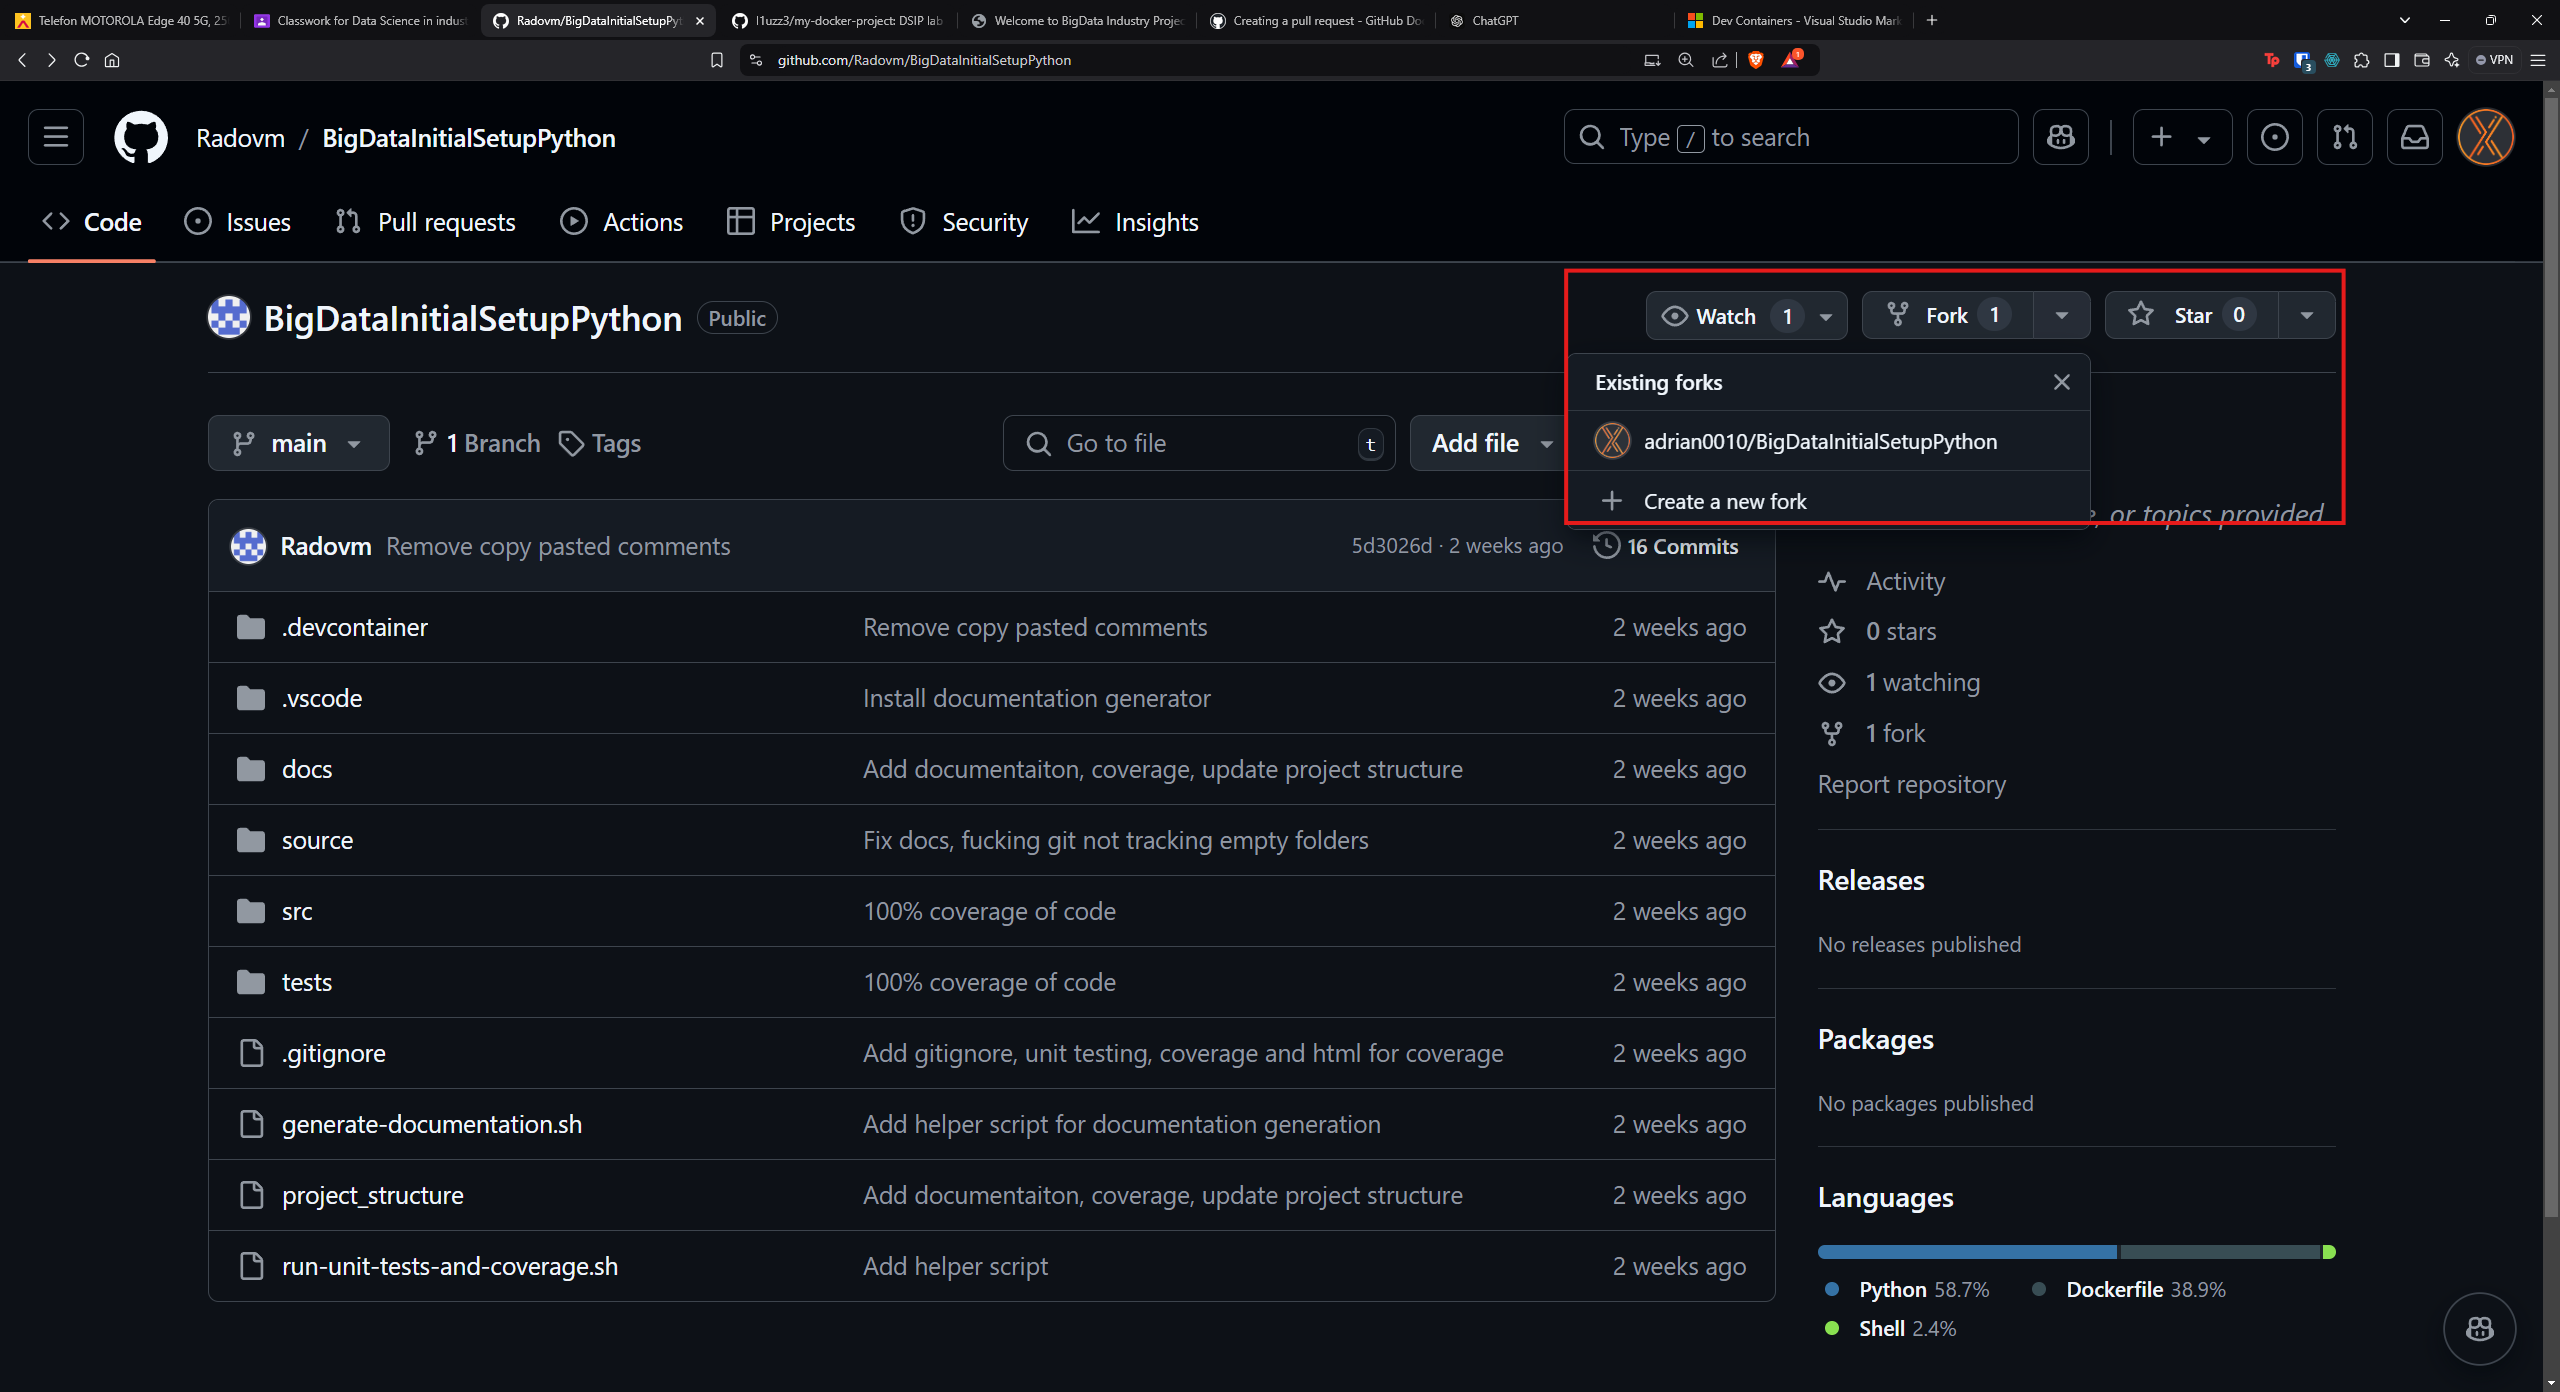 Telefon MOTOROLA Edge 40 5G, 25
Classwork for Data Science in indust
Radovm/BigDataInitialSetupPyt
l1uzz3/my-docker-project: DSIP lab
Welcome to BigData Industry Projec
Creating a pull request - GitHub Do
ChatGPT
Dev Containers - Visual Studio Mark
github.com/Radovm/BigDataInitialSetupPython
1
3
VPN
Radovm / BigDataInitialSetupPython
Type / to search
Code
Issues
Pull requests
Actions
Projects
Security
Insights
BigDataInitialSetupPython Public
Watch 1
Fork 1
Star 0
Existing forks
adrian0010/BigDataInitialSetupPython
Create a new fork
main
1 Branch
Tags
Go to file t
Add file
, or topics provided
Radovm Remove copy pasted comments 5d3026d · 2 weeks ago 16 Commits
.devcontainer Remove copy pasted comments 2 weeks ago
.vscode Install documentation generator 2 weeks ago
docs Add documentaiton, coverage, update project structure 2 weeks ago
source Fix docs, fucking git not tracking empty folders 2 weeks ago
src 100% coverage of code 2 weeks ago
tests 100% coverage of code 2 weeks ago
.gitignore Add gitignore, unit testing, coverage and html for coverage 2 weeks ago
generate-documentation.sh Add helper script for documentation generation 2 weeks ago
project_structure Add documentaiton, coverage, update project structure 2 weeks ago
run-unit-tests-and-coverage.sh Add helper script 2 weeks ago
Activity
0 stars
1 watching
1 fork
Report repository
Releases
No releases published
Packages
No packages published
Languages
Python 58.7%
Dockerfile 38.9%
Shell 2.4%